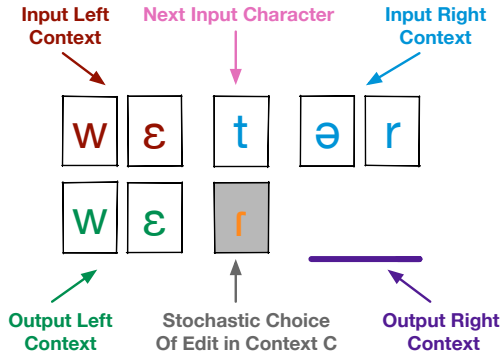 Input Left Context
Next Input Character
Input Right Context
w ɛ t ə r
w ɛ ɾ
Output Left Context
Stochastic Choice Of Edit in Context C
Output Right Context